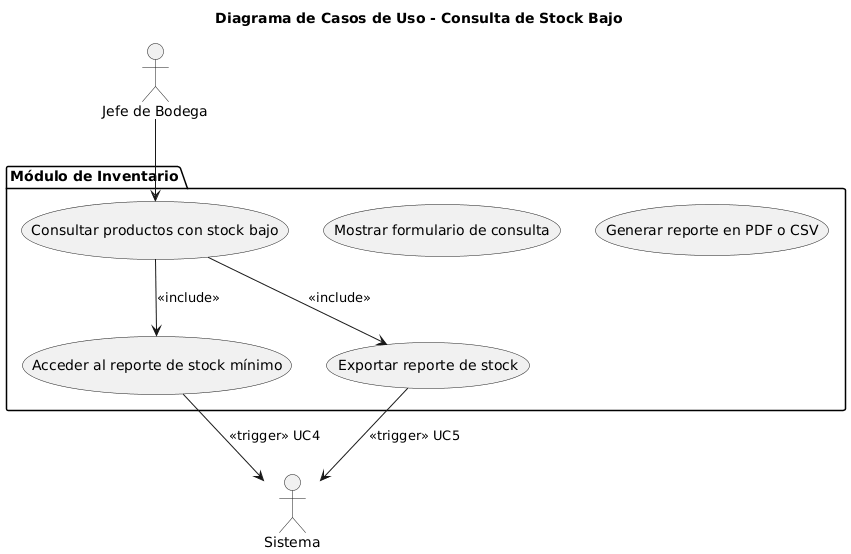 Diagrama de Casos de Uso - Consulta de Stock Bajo
Jefe de Bodega
Módulo de Inventario
Consultar productos con stock bajo
Mostrar formulario de consulta
Generar reporte en PDF o CSV
«include»
«include»
Acceder al reporte de stock mínimo
Exportar reporte de stock
«trigger» UC4
«trigger» UC5
Sistema